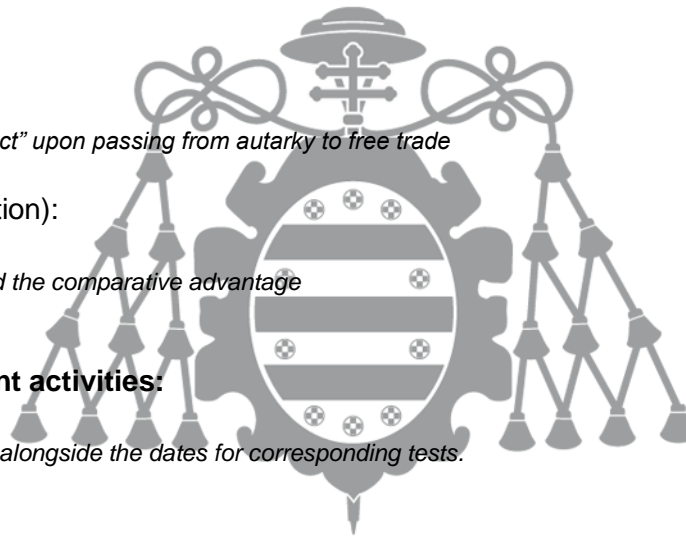 ct” upon passing from autarky to free trade
tion):
d the comparative advantage
nt activities:
alongside the dates for corresponding tests.